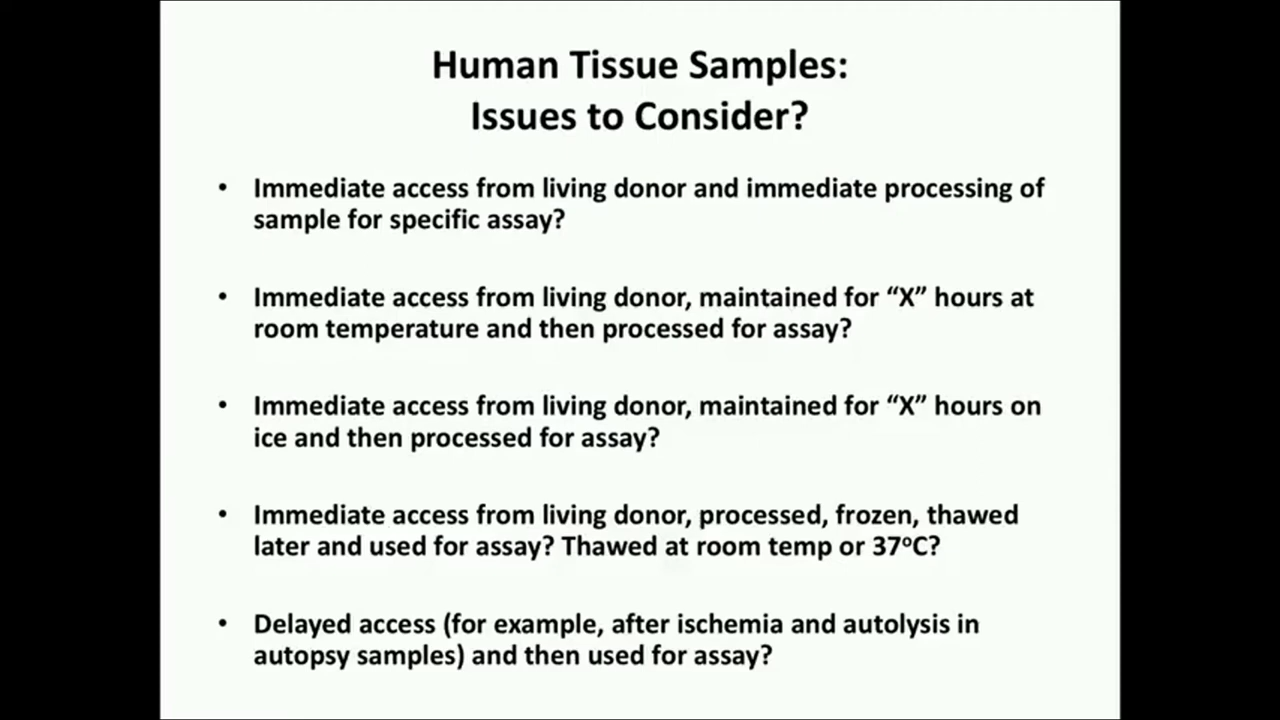 Human Tissue Samples:
Issues to Consider?
• Immediate access from living donor and immediate processing of
sample for specific assay?
• Immediate access from living donor, maintained for “X” hours at
room temperature and then processed for assay?
• Immediate access from living donor, maintained for “X” hours on
ice and then processed for assay?
• Immediate access from living donor, processed, frozen, thawed
later and used for assay? Thawed at room temp or 37ºC?
• Delayed access (for example, after ischemia and autolysis in
autopsy samples) and then used for assay?